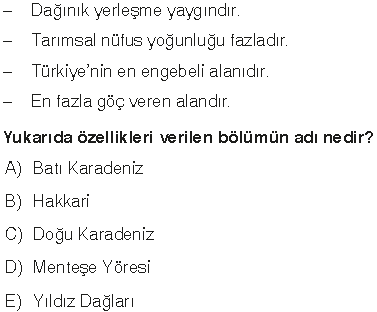 – Dağınık yerleşme yaygındır.
– Tarımsal nüfus yoğunluğu fazladır.
– Türkiye'nin en engebeli alanıdır.
– En fazla göç veren alandır.
Yukarıda özellikleri verilen bölümün adı nedir?
A) Batı Karadeniz
B) Hakkari
C) Doğu Karadeniz
D) Menteşe Yöresi
E) Yıldız Dağları